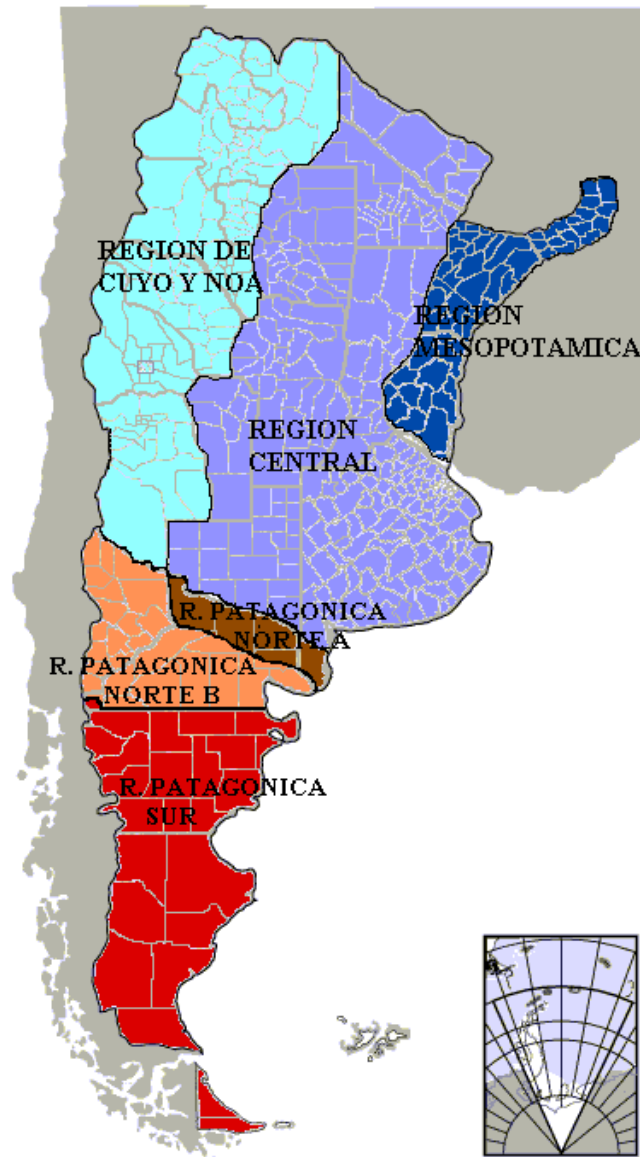 REGION DE
CUYO Y NOA
REGION
MESOPOTAMICA
REGION
CENTRAL
R. PATAGONICA
NORTE A
R. PATAGONICA
NORTE B
R. PATAGONICA
SUR